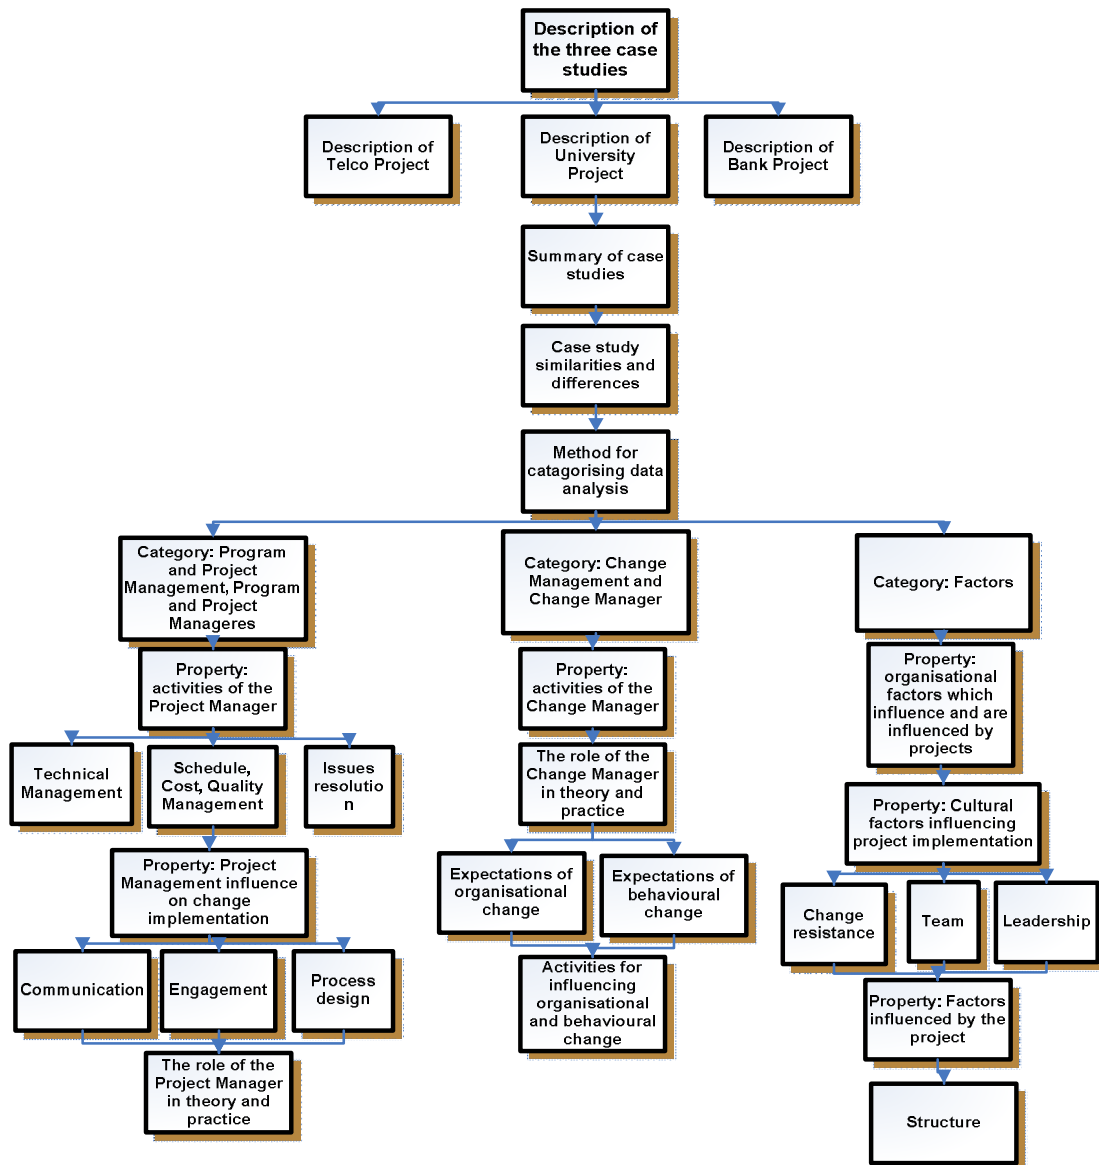 Description of
the three case
studies
Description of
Telco Project
Description of
University
Project
Description of
Bank Project
Summary of case
studies
Case study
similarities and
differences
Method for
catagorising data
analysis
Category: Program
and Project
Management, Program
and Project
Manageres
Category: Change
Management and
Change Manager
Category: Factors
Property:
activities of the
Project Manager
Property:
activities of the
Change Manager
Property:
organisational
factors which
influence and are
influenced by
projects
Technical
Management
Schedule,
Cost, Quality
Management
Issues
resolutio
n
The role of the
Change Manager
in theory and
practice
Property: Cultural
factors influencing
project implementation
Property: Project
Management influence
on change
implementation
Expectations of
organisational
change
Expectations of
behavioural
change
Change
resistance
Team
Leadership
Communication
Engagement
Process
design
Activities for
influencing
organisational
and behavioural
change
Property: Factors
influenced by the
project
The role of the
Project Manager
in theory and
practice
Structure